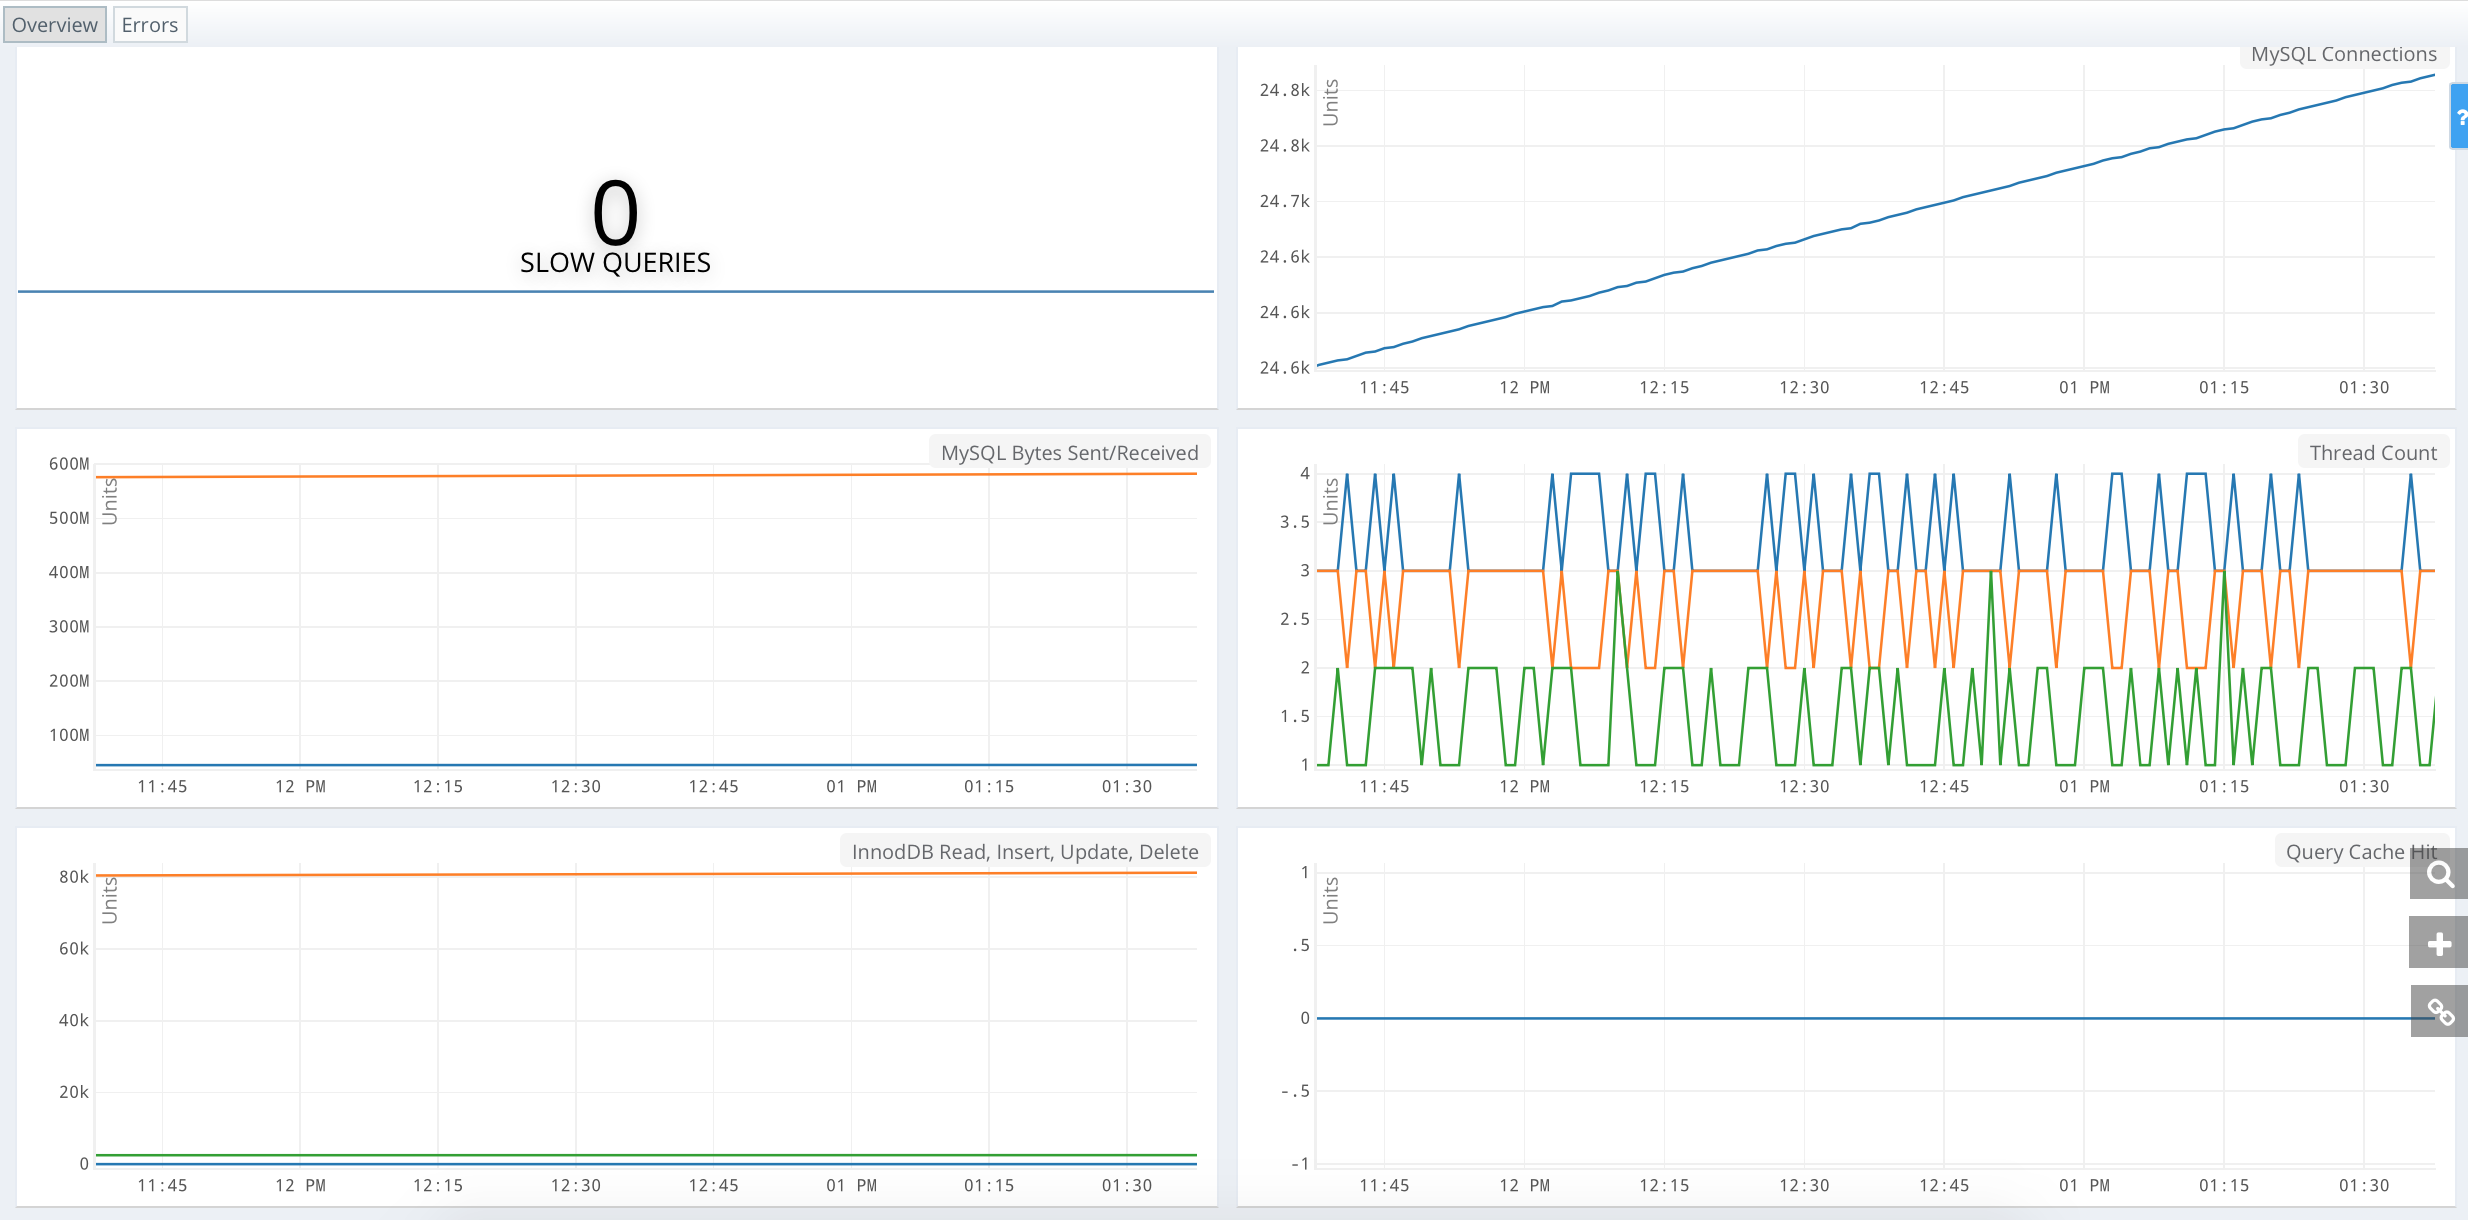 Overview Errors
0
SLOW QUERIES
MySQL Connections
Units
24.8k
24.8k
24.7k
24.6k
24.6k
24.6k
11:45 12 PM 12:15 12:30 12:45 01 PM 01:15 01:30
?
MySQL Bytes Sent/Received
Units
600M
500M
400M
300M
200M
100M
11:45 12 PM 12:15 12:30 12:45 01 PM 01:15 01:30
Thread Count
Units
4
3.5
3
2.5
2
1.5
1
11:45 12 PM 12:15 12:30 12:45 01 PM 01:15 01:30
InnodDB Read, Insert, Update, Delete
Units
80k
60k
40k
20k
0
11:45 12 PM 12:15 12:30 12:45 01 PM 01:15 01:30
Query Cache Hit
Units
1
.5
0
-.5
-1
11:45 12 PM 12:15 12:30 12:45 01 PM 01:15 01:30